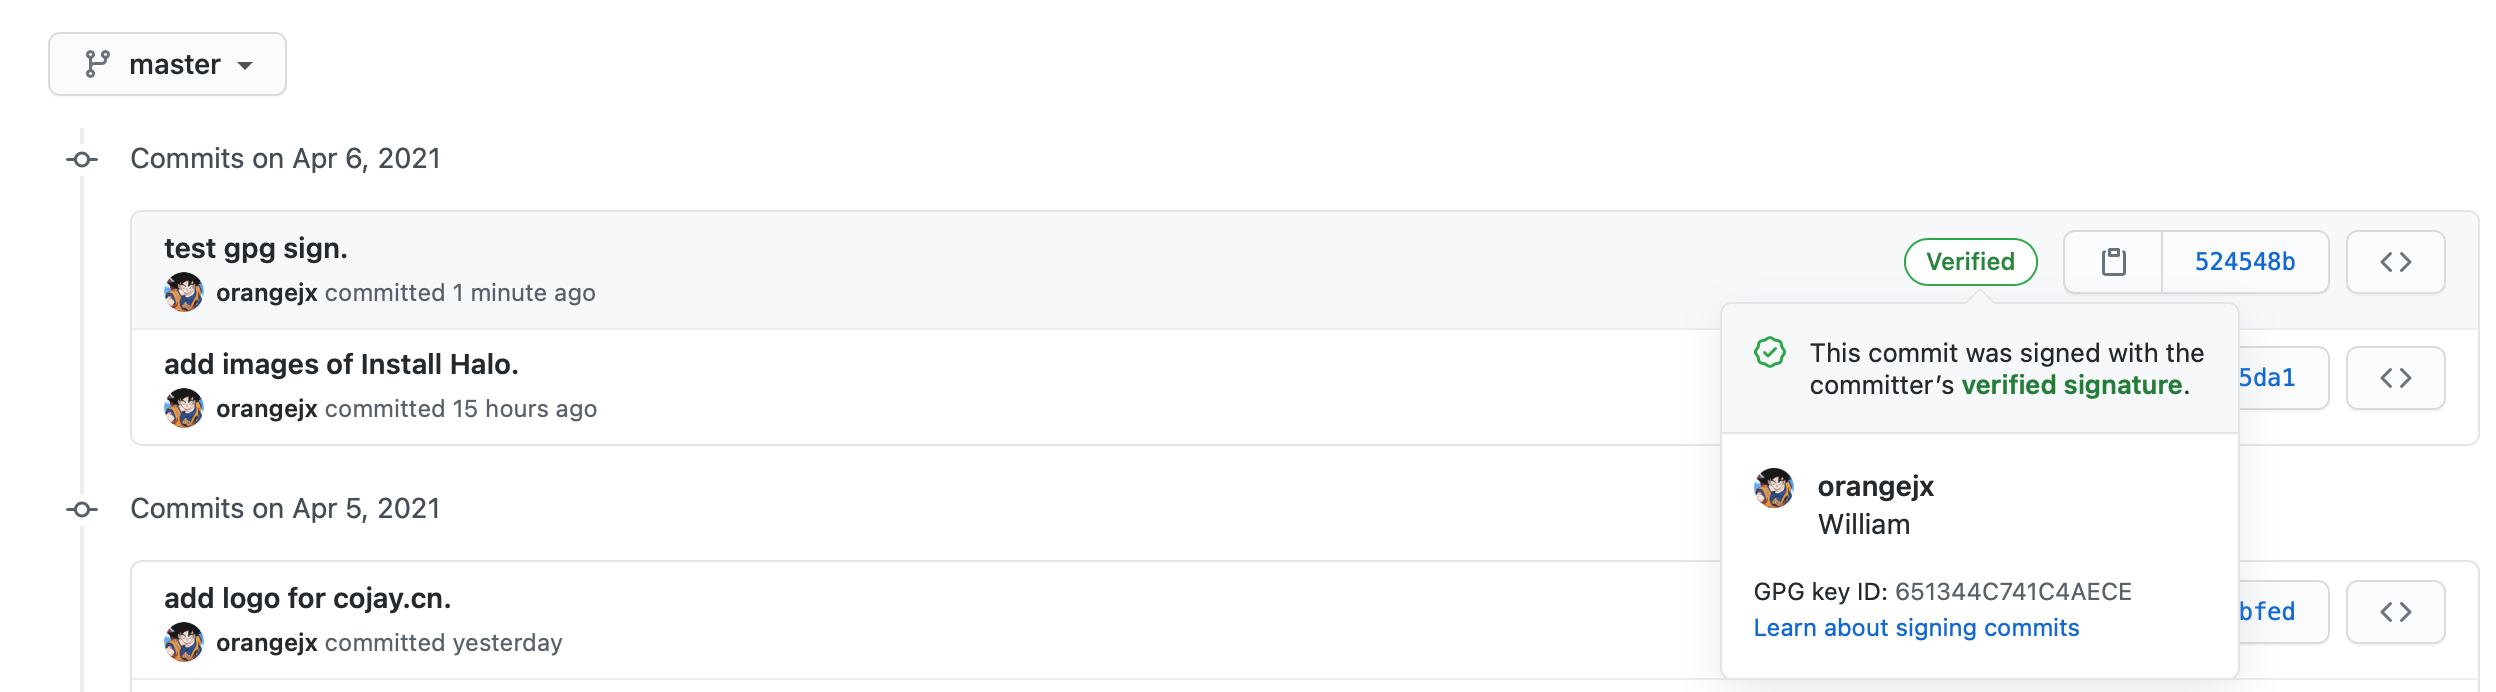 master
Commits on Apr 6, 2021
test gpg sign.
Verified
524548b
orangejx committed 1 minute ago
This commit was signed with the
committer’s verified signature.
add images of Install Halo.
5da1
orangejx committed 15 hours ago
orangejx
William
Commits on Apr 5, 2021
GPG key ID: 651344C741C4AECE
Learn about signing commits
add logo for cojay.cn.
bfed
orangejx committed yesterday